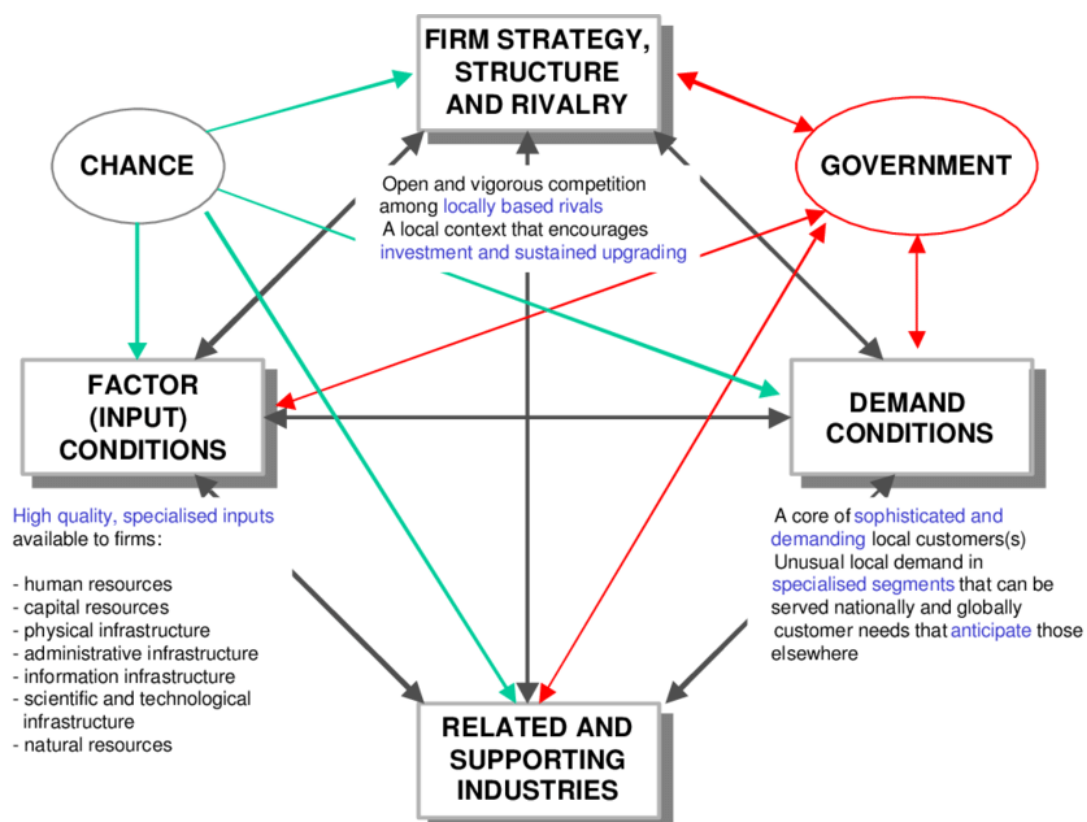 FIRM STRATEGY,
STRUCTURE
AND RIVALRY
CHANCE
GOVERNMENT
Open and vigorous competition
among locally based rivals
A local context that encourages
investment and sustained upgrading
FACTOR
(INPUT)
CONDITIONS
DEMAND
CONDITIONS
High quality, specialised inputs
available to firms:
- human resources
- capital resources
- physical infrastructure
- administrative infrastructure
- information infrastructure
- scientific and technological
infrastructure
- natural resources
A core of sophisticated and
demanding local customers(s)
Unusual local demand in
specialised segments that can be
served nationally and globally
customer needs that anticipate those
elsewhere
RELATED AND
SUPPORTING
INDUSTRIES